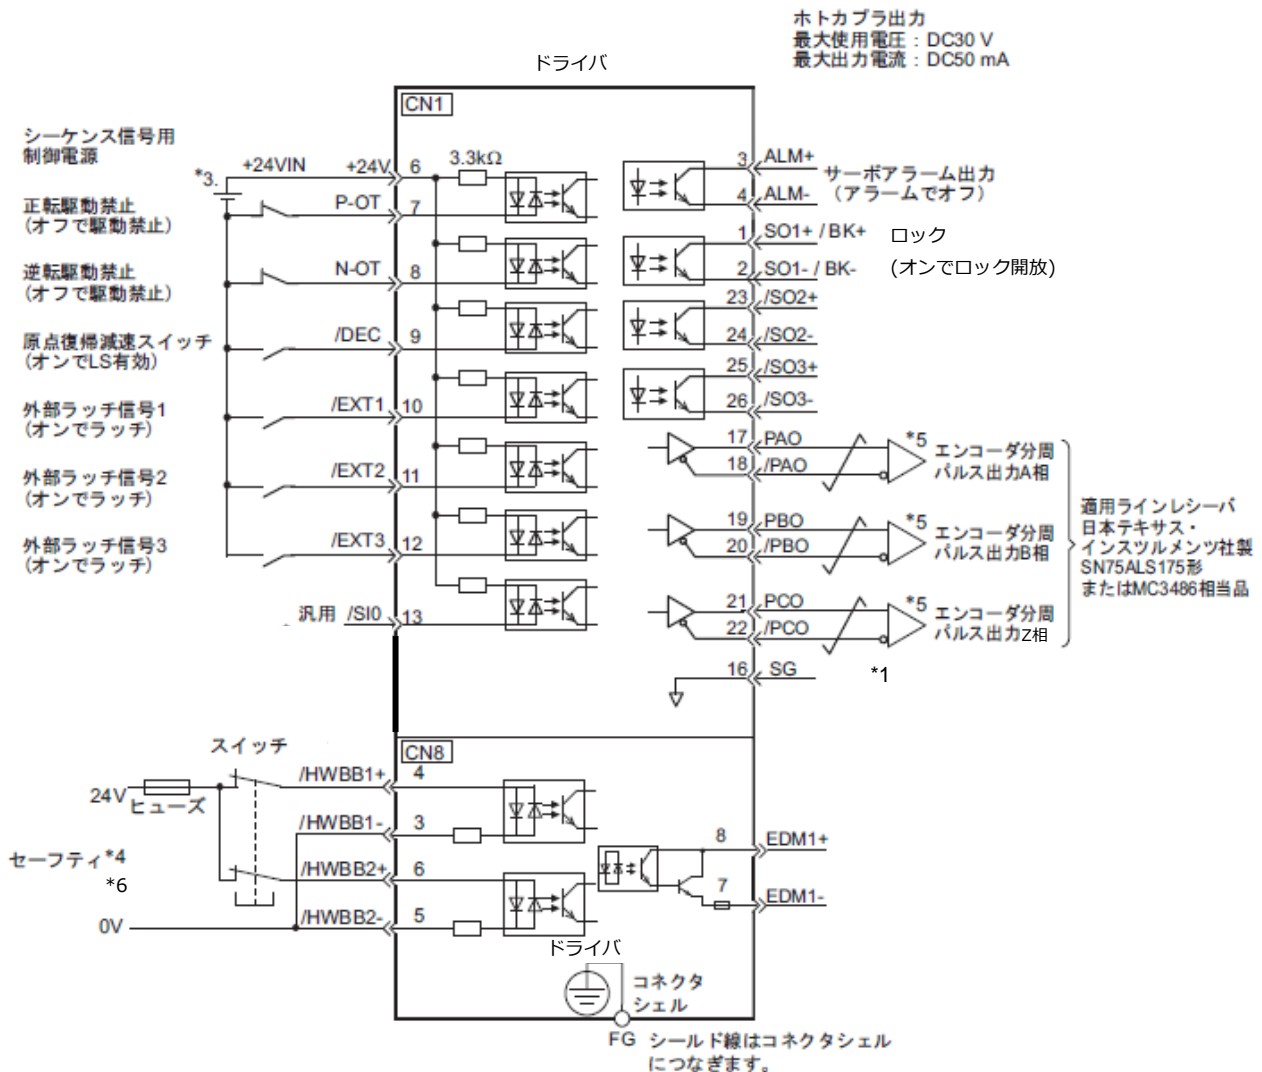 ホトカプラ出力
最大使用電圧：DC30 V
最大出力電流：DC50 mA
ドライバ
CN1
シーケンス信号用
制御電源
*3.
+24VIN
+24V
6
3.3kΩ
正転駆動禁止
(オフで駆動禁止)
P-OT
7
逆転駆動禁止
(オフで駆動禁止)
N-OT
8
原点復帰減速スイッチ
(オンでLS有効)
/DEC
9
外部ラッチ信号1
(オンでラッチ)
/EXT1
10
外部ラッチ信号2
(オンでラッチ)
/EXT2
11
外部ラッチ信号3
(オンでラッチ)
/EXT3
12
汎用 /SI0
13
3
ALM+
4
ALM-
サーボアラーム出力
(アラームでオフ)
1
SO1+ / BK+
2
SO1- / BK-
ロック
(オンでロック開放)
23
/SO2+
24
/SO2-
25
/SO3+
26
/SO3-
17
PAO
18
/PAO
*5
エンコーダ分周
パルス出力A相
19
PBO
20
/PBO
*5
エンコーダ分周
パルス出力B相
21
PCO
22
/PCO
*5
エンコーダ分周
パルス出力Z相
適用ラインレシーバ
日本テキサス・
インスツルメンツ社製
SN75ALS175形
またはMC3486相当品
16
SG
*1
CN8
スイッチ
24V
ヒューズ
/HWBB1+
4
/HWBB1-
3
セーフティ*4
*6
/HWBB2+
6
0V
/HWBB2-
5
8
EDM1+
7
EDM1-
ドライバ
コネクタ
シェル
FG
シールド線はコネクタシェル
につなぎます。